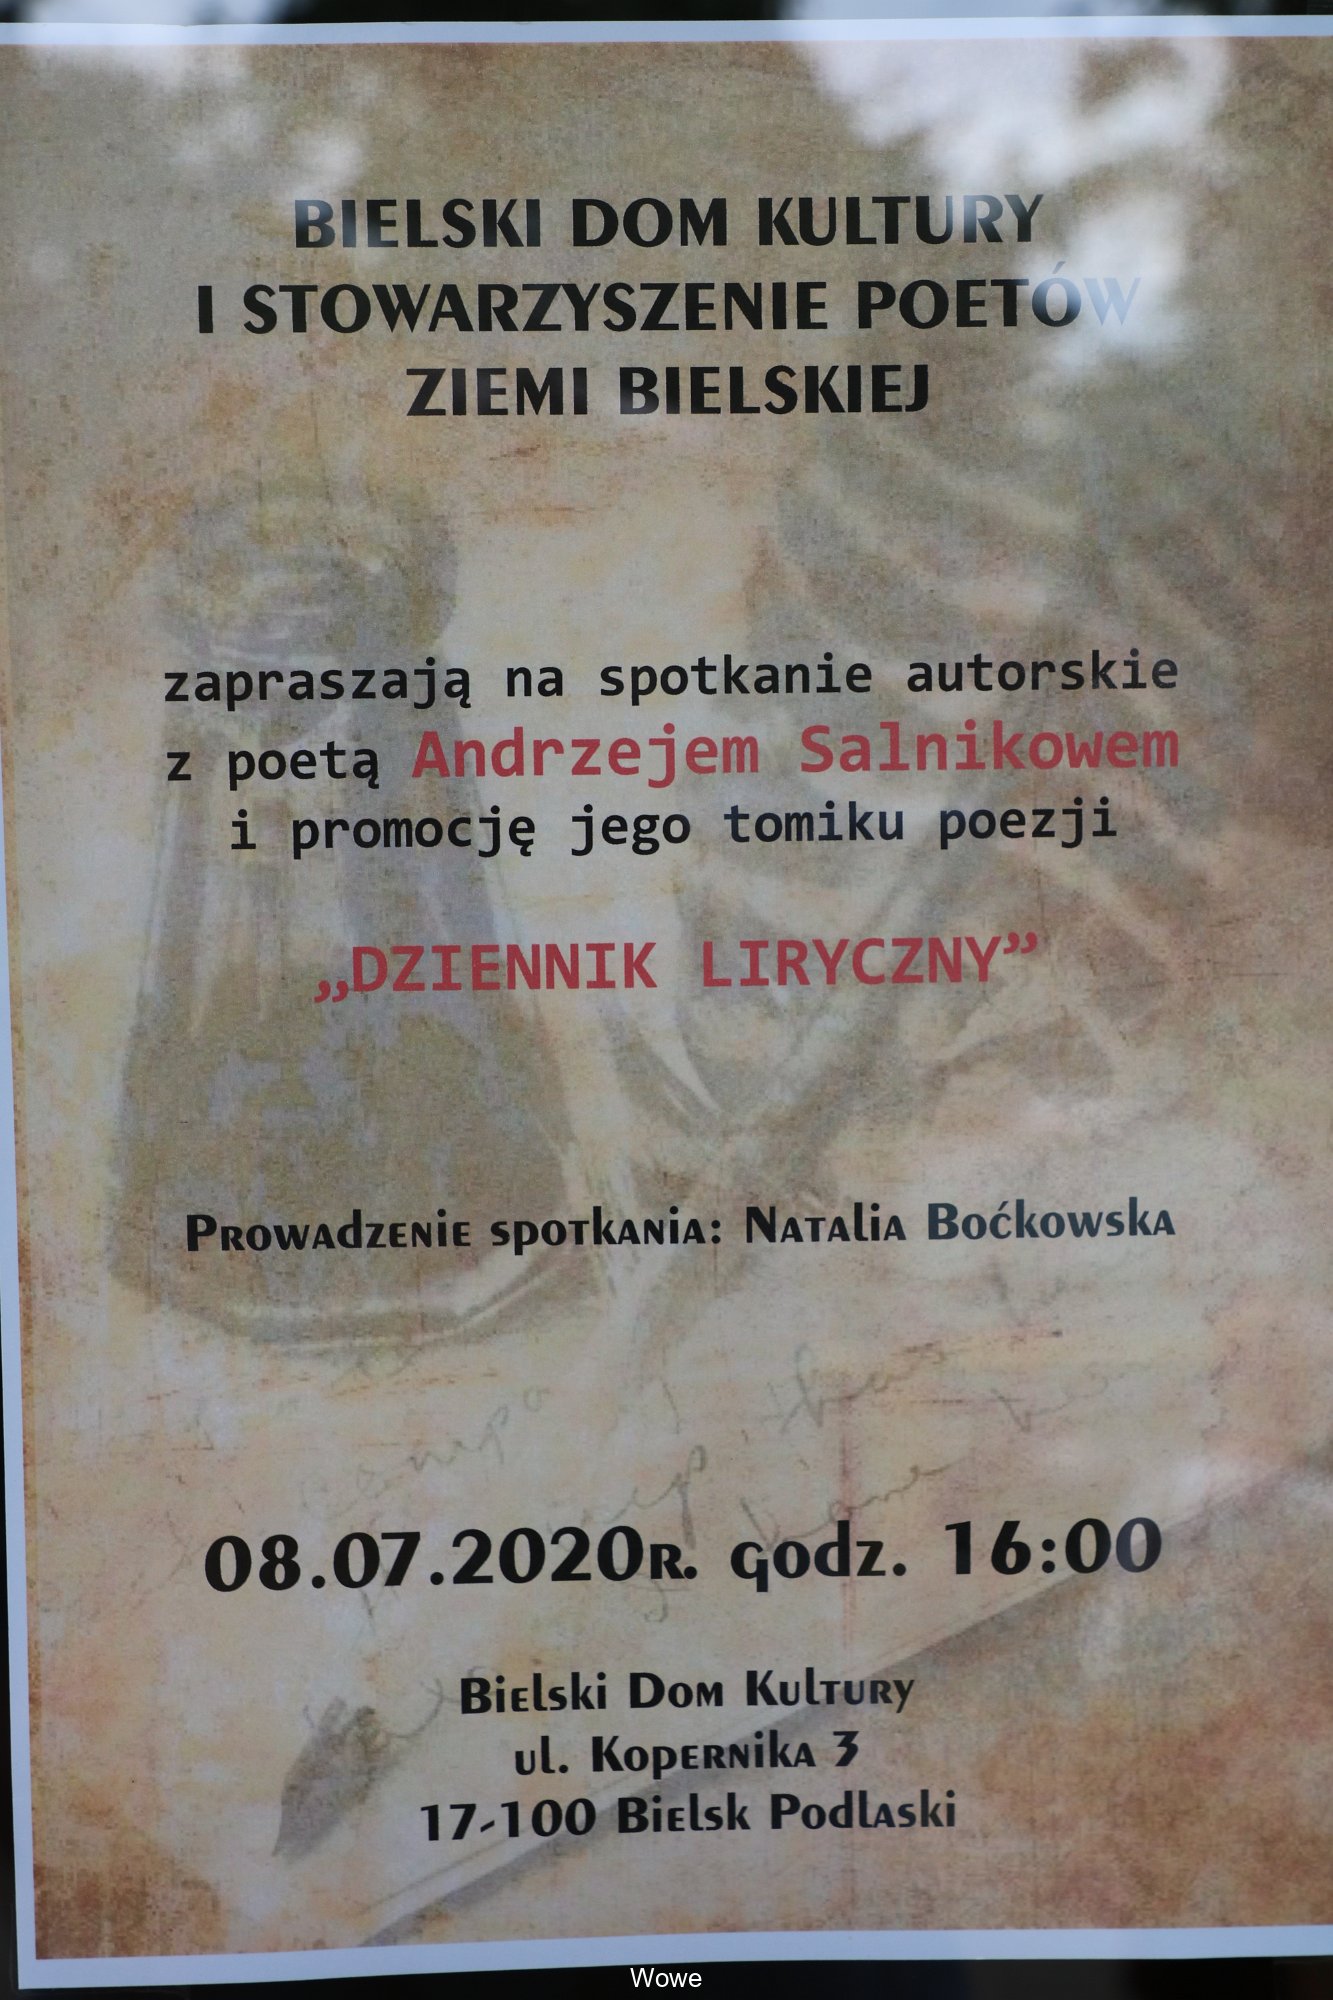 BIELSKI DOM KULTURY
I STOWARZYSZENIE POETÓW
ZIEMI BIELSKIEJ
zapraszają na spotkanie autorskie
z poetą Andrzejem Salnikowem
i promocję jego tomiku poezji
„DZIENNIK LIRYCZNY”
Prowadzenie spotkania: Natalia Boćkowska
08.07.2020r. godz. 16:00
Bielski Dom Kultury
ul. Kopernika 3
17-100 Bielsk Podlaski
Wowe